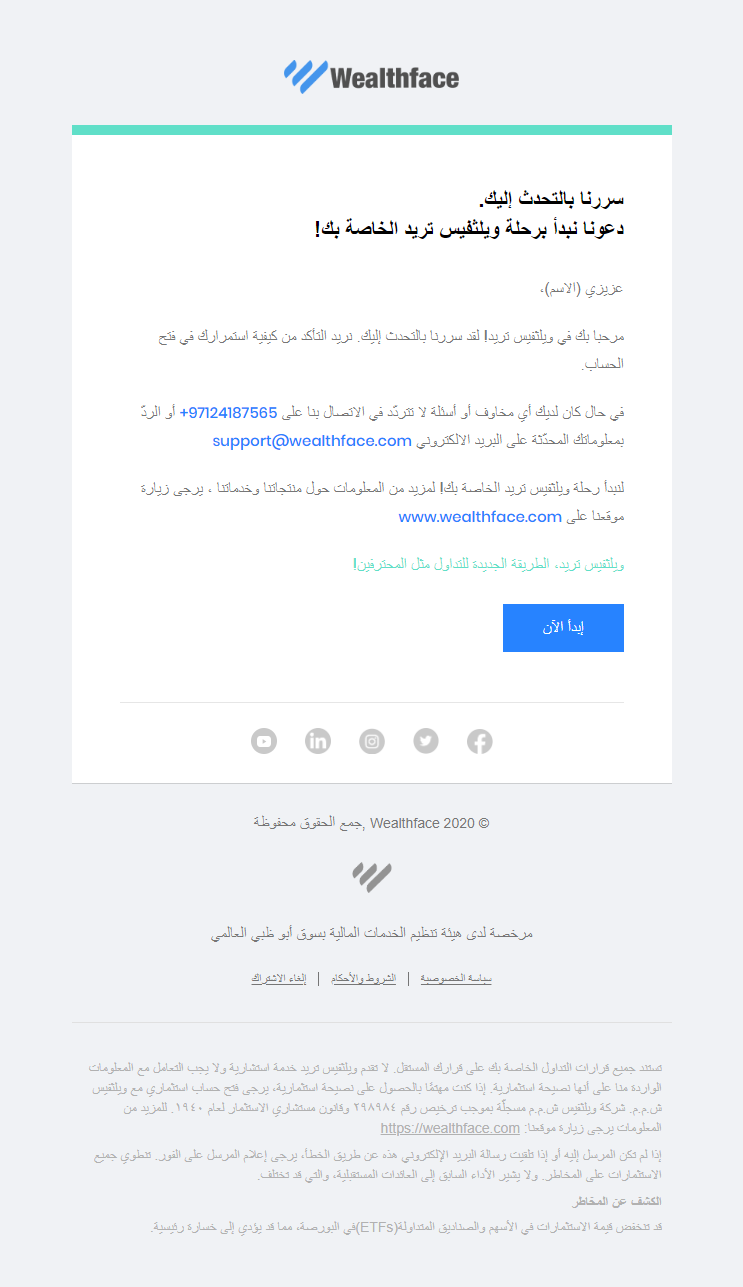 Wealthface
سررنا بالتحدث إليك.
دعونا نبدأ برحلة ويلثفيس تريد الخاصة بك!
عزيزي (الاسم)،
مرحبا بك في ويلثفيس تريد! لقد سررنا بالتحدث إليك. نريد التأكد من كيفية استمرارك في فتح
الحساب.
في حال كان لديك أي مخاوف أو أسئلة لا تتردّد في الاتصال بنا على 97124187565+ أو الردّ
بمعلوماتك المحدّثة على البريد الالكتروني support@wealthface.com
لنبدأ رحلة ويلثفيس تريد الخاصة بك! لمزيد من المعلومات حول منتجاتنا وخدماتنا ، يرجى زيارة
موقعنا على www.wealthface.com
ويلثفيس تريد، الطريقة الجديدة للتداول مثل المحترفين!
إبدأ الآن
© Wealthface 2020 ,جمع الحقوق محفوظة
مرخصة لدى هيئة تنظيم الخدمات المالية بسوق أبو ظبي العالمي
سياسة الخصوصية | الشروط والأحكام | إلغاء الاشتراك
تستند جميع قرارات التداول الخاصة بك على قرارك المستقل. لا تقدم ويلثفيس تريد خدمة استشارية ولا يجب التعامل مع المعلومات
الواردة منا على أنها نصيحة استثمارية. إذا كنت مهتمًا بالحصول على نصيحة استثمارية، يرجى فتح حساب استثماري مع ويلثفيس
ش.م.م. شركة ويلثفيس ش.م.م مسجلّة بموجب ترخيص رقم ٢٩٨٩٨٤ وقانون مستشاري الاستثمار لعام ١٩٤٠. للمزيد من
المعلومات يرجى زيارة موقعنا: https://wealthface.com
إذا لم تكن المرسل إليه أو إذا تلقيت رسالة البريد الإلكتروني هذه عن طريق الخطأ، يرجى إعلام المرسل على الفور. تنطوي جميع
الاستثمارات على المخاطر. ولا يشير الأداء السابق إلى العائدات المستقبلية، والتي قد تختلف.
الكشف عن المخاطر
قد تنخفض قيمة الاستثمارات في الأسهم والصناديق المتداولة(ETFs)في البورصة، مما قد يؤدي إلى خسارة رئيسية.